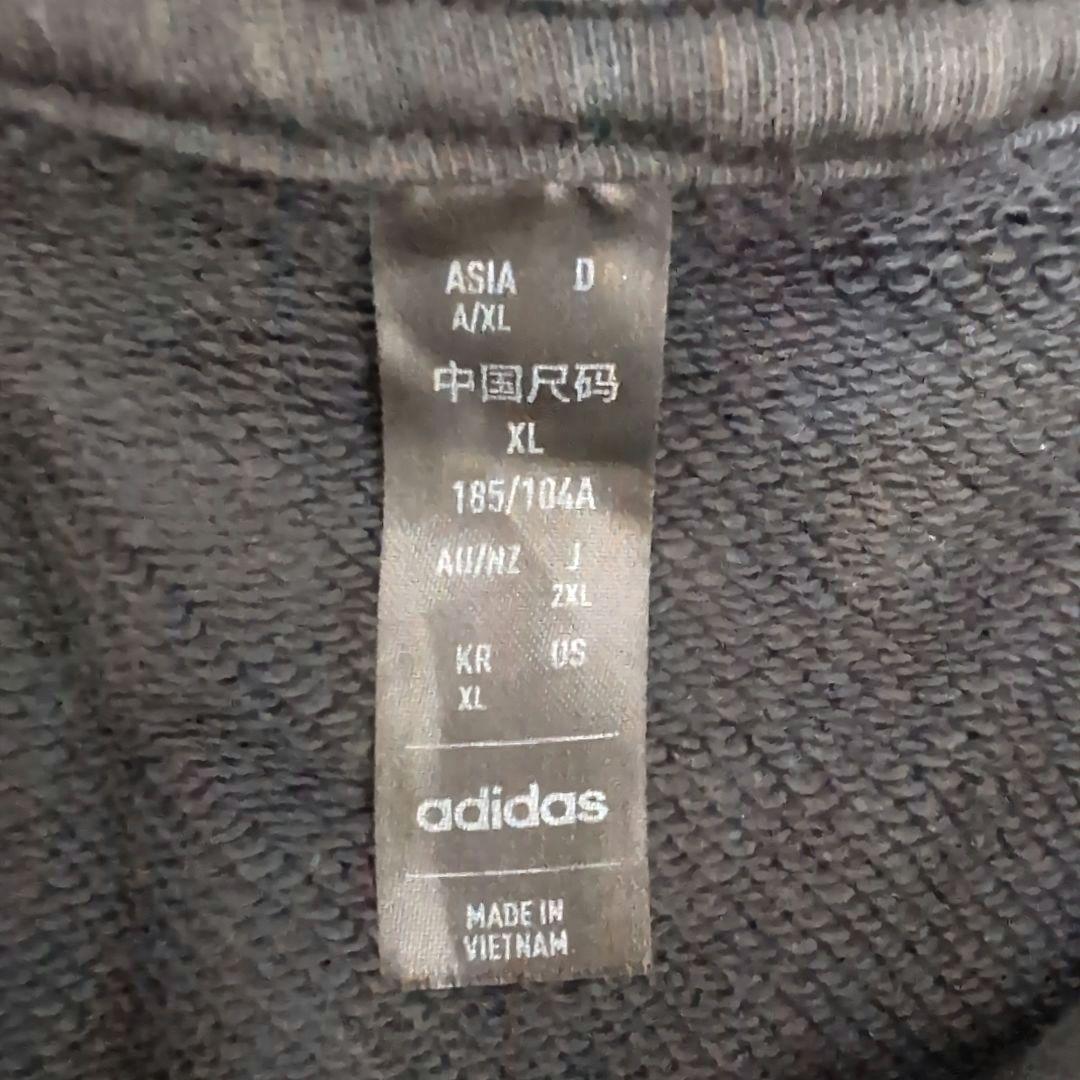 ASIA D
A/XL
中国尺码
XL
185/104A
AU/NZ J
2XL
KR US
XL
adidas
MADE IN
VIETNAM